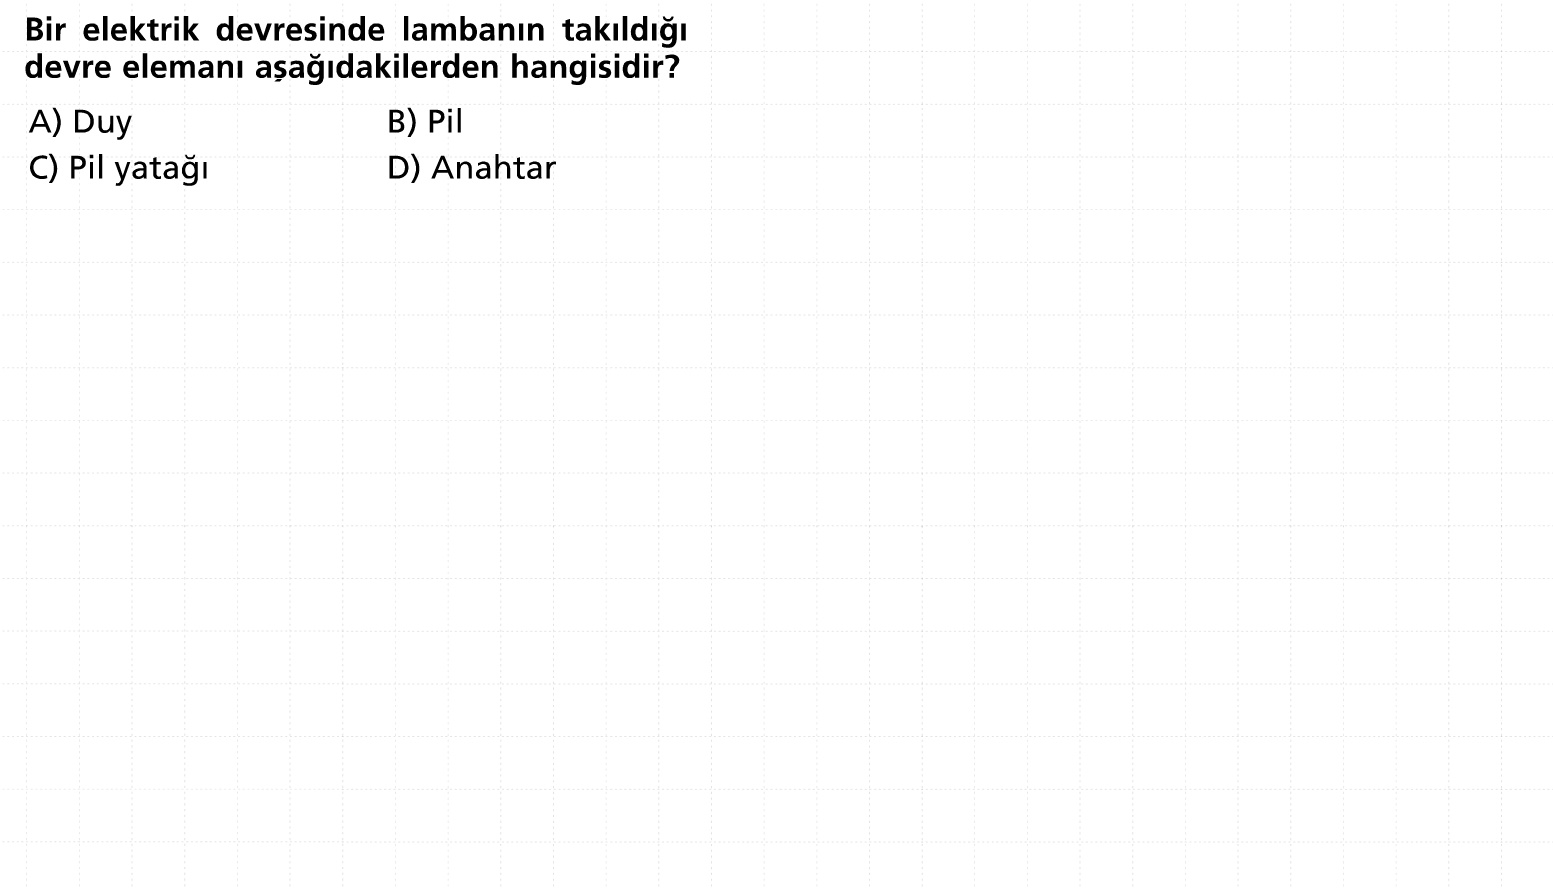 Bir elektrik devresinde lambanın takıldığı
devre elemanı aşağıdakilerden hangisidir?
A) Duy B) Pil
C) Pil yatağı D) Anahtar